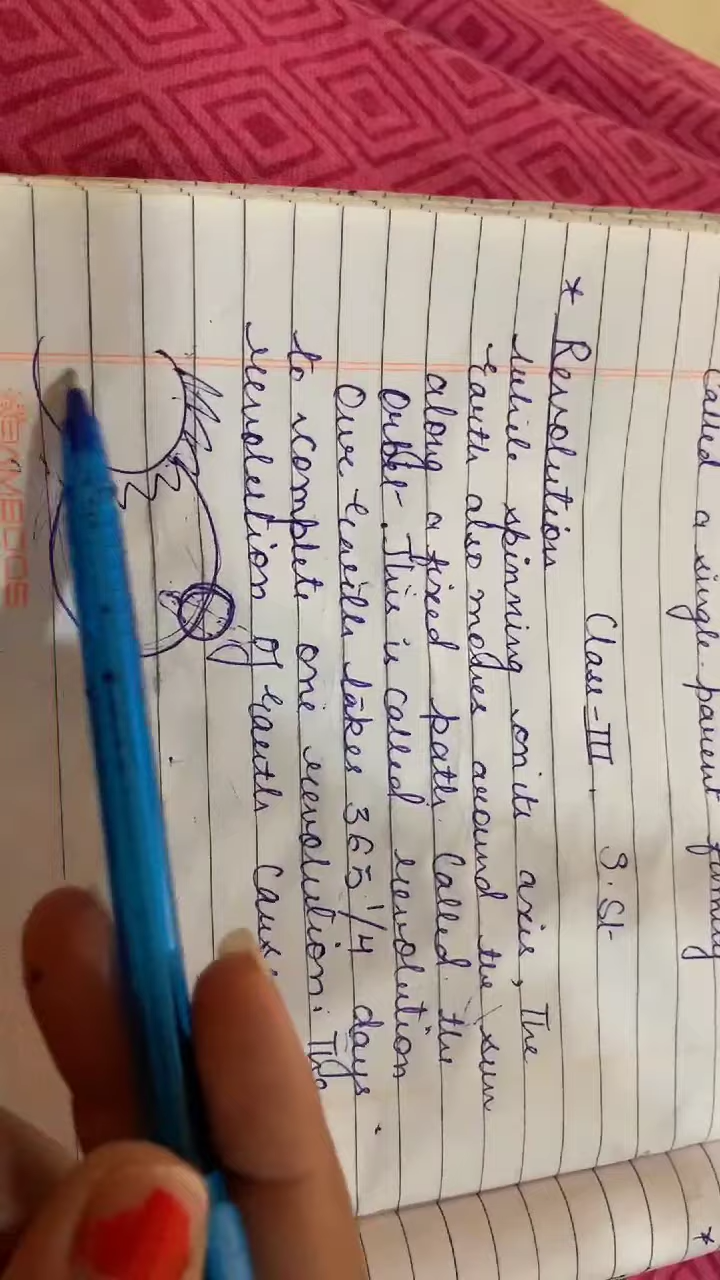 called a single parent family
Class-III. S.St
* Revolution
while spinning on its axis, The
earth also moves around the sun
along a fixed path. Called the
Orbit. This is called revolution
Our Earth takes 365 1/4 days.
to complete one revolution. The
revolution of earth Cause